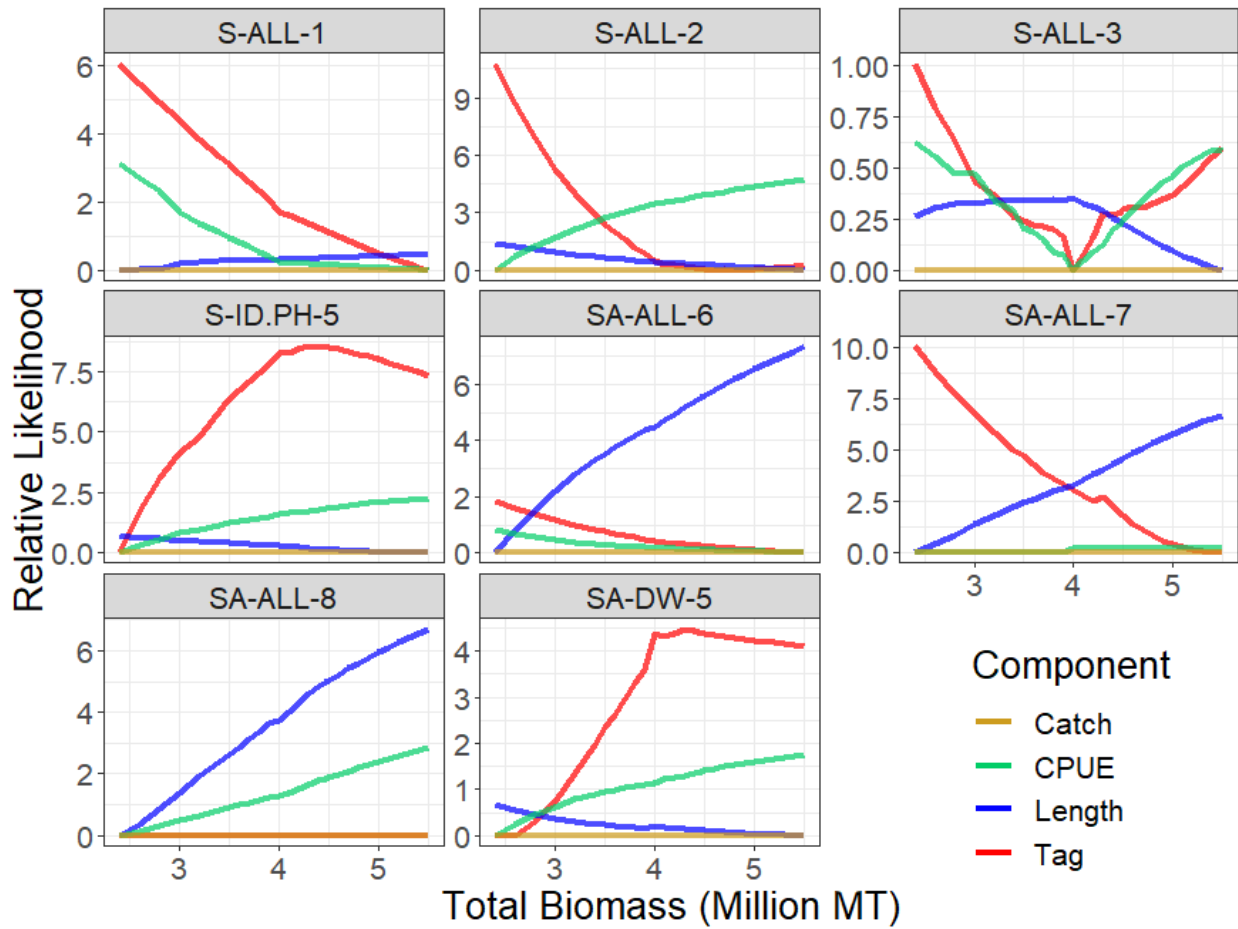 S-ALL-1
S-ALL-2
S-ALL-3
6
4
2
0
9
6
3
0
1.00
0.75
0.50
0.25
0.00
S-ID.PH-5
SA-ALL-6
SA-ALL-7
7.5
5.0
2.5
0.0
6
4
2
0
10.0
7.5
5.0
2.5
0.0
3 4 5
SA-ALL-8
SA-DW-5
6
4
2
0
4
3
2
1
0
3 4 5
3 4 5
Relative Likelihood
Total Biomass (Million MT)
Component
Catch
CPUE
Length
Tag